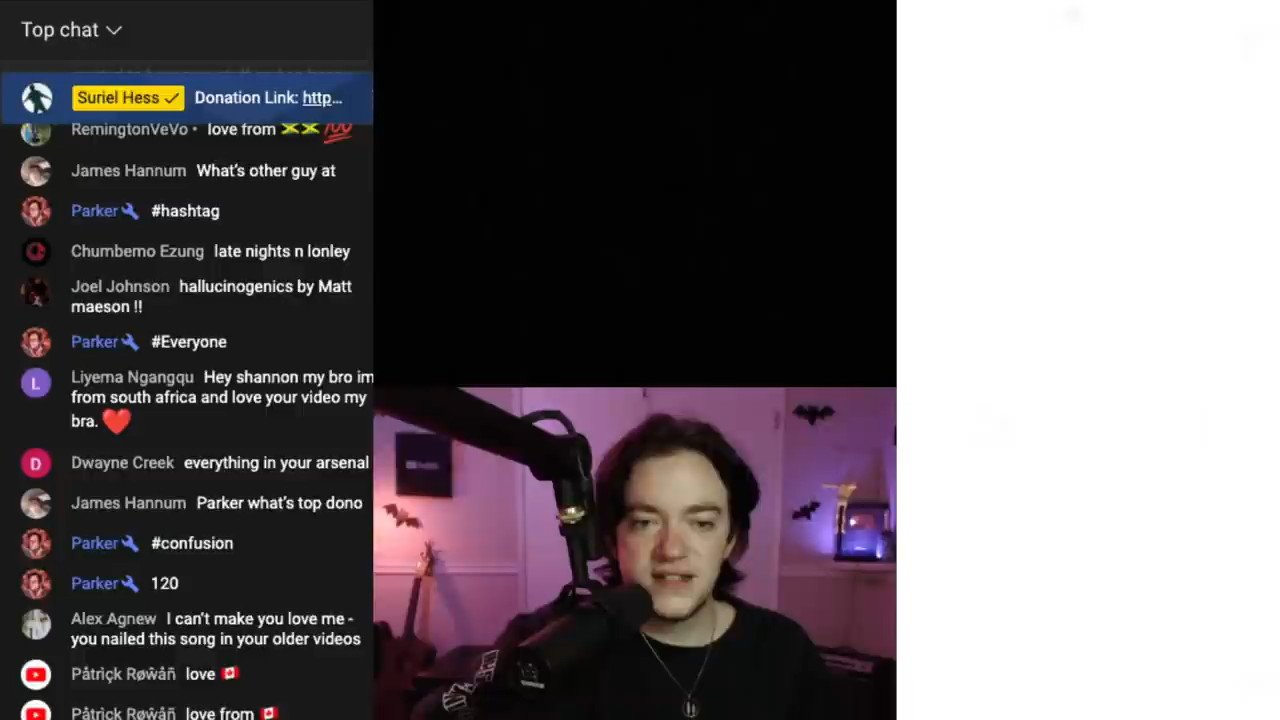 Top chat
Suriel Hess Donation Link: http...
RemingtonVeVo • love from 🇯🇲🇯🇲💯
James Hannum What's other guy at
Parker #hashtag
Chumbemo Ezung late nights n lonley
Joel Johnson hallucinogenics by Matt
maeson !!
Parker #Everyone
L
Liyema Ngangqu Hey shannon my bro im
from south africa and love your video my
bra. ❤️
D
Dwayne Creek everything in your arsenal
James Hannum Parker what's top dono
Parker #confusion
Parker 120
Alex Agnew I can't make you love me -
you nailed this song in your older videos
Påtrïçk Røŵåñ love 🇨🇦
Påtrïçk Røŵåñ love from 🇨🇦